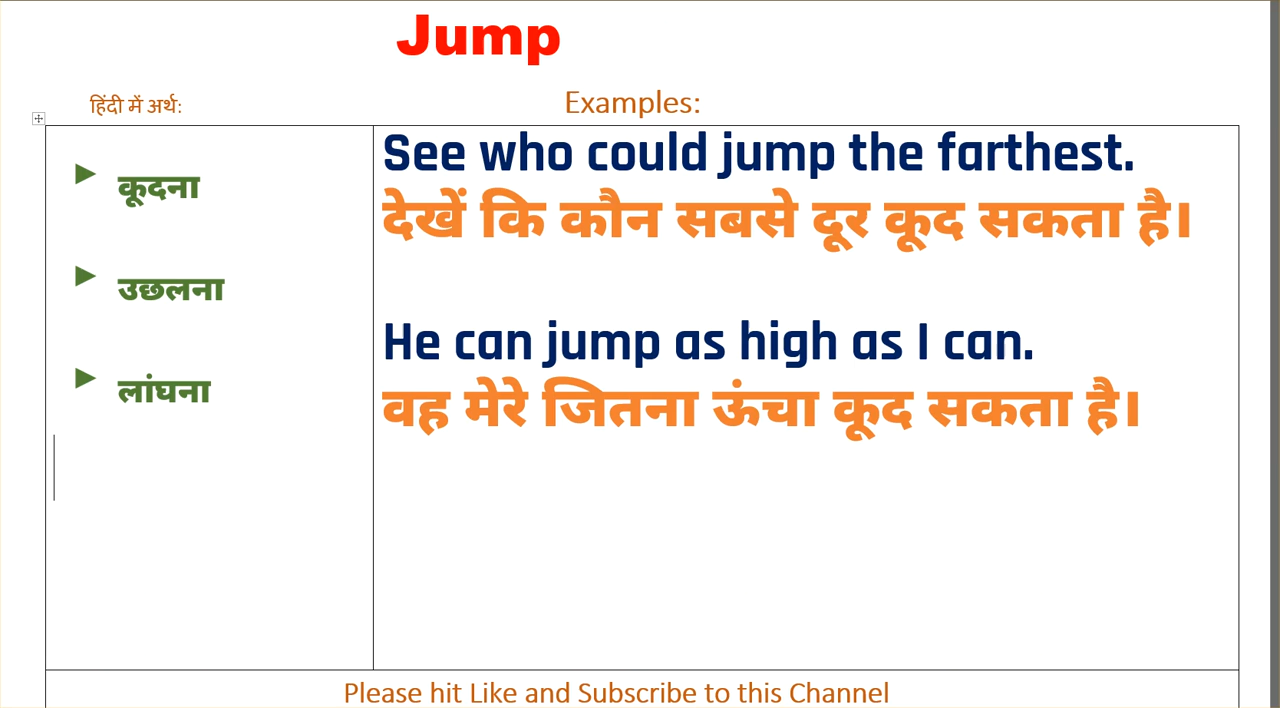 Jump
हिंदी में अर्थ:
Examples:
कूदना
उछलना
लांघना
See who could jump the farthest.
देखें कि कौन सबसे दूर कूद सकता है।
He can jump as high as I can.
वह मेरे जितना ऊंचा कूद सकता है।
Please hit Like and Subscribe to this Channel